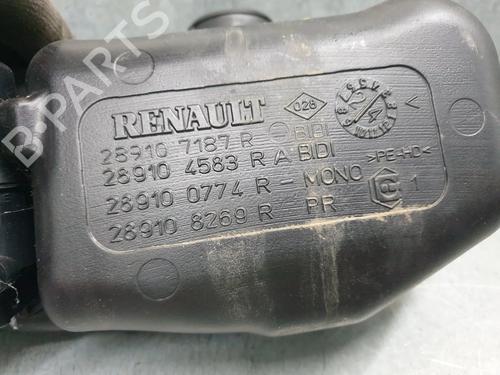 RENAULT
028
28910 7187 R - BIDI
28910 4583 R A BIDI
28910 0774 R - MONO
28910 8269 R PR
>PE-HD<
1
B-PARTS